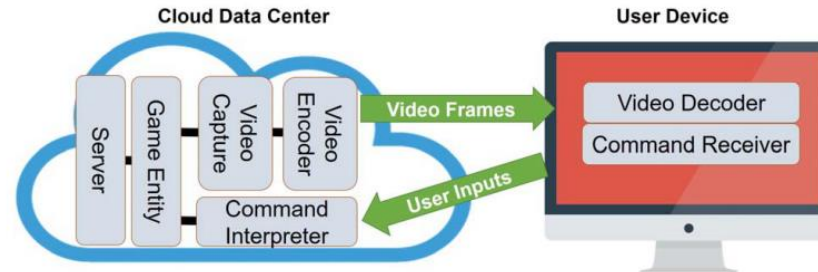 Cloud Data Center
User Device
Server
Game Entity
Video
Capture
Video
Encoder
Command
Interpreter
Video Frames
User Inputs
Video Decoder
Command Receiver